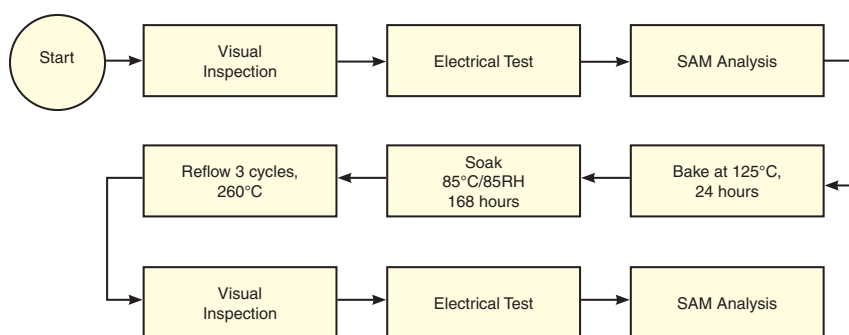 Start
Visual
Inspection
Electrical Test
SAM Analysis
Reflow 3 cycles,
260°C
Soak
85°C/85RH
168 hours
Bake at 125°C,
24 hours
Visual
Inspection
Electrical Test
SAM Analysis